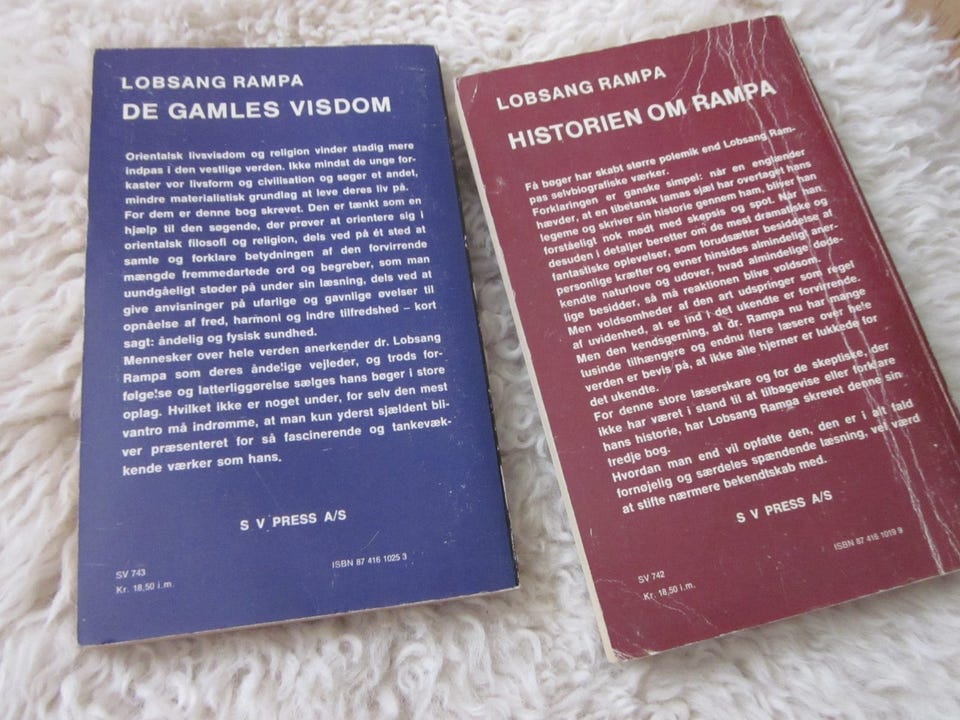 LOBSANG RAMPA
DE GAMLES VISDOM
Orientalsk livsvisdom og religion vinder stadig mere
indpas i den vestlige verden. Ikke mindst de unge for-
kaster vor livsform og civilisation og søger et andet,
mindre materialistisk grundlag at leve deres liv på.
For dem er denne bog skrevet. Den er tænkt som en
hjælp til den søgende, der prøver at orientere sig i
orientalsk filosofi og religion, dels ved på ét sted at
samle og forklare betydningen af den forvirrende
mængde fremmedartede ord og begreber, som man
uundgåeligt støder på under sin læsning, dels ved at
give anvisninger på ufarlige og gavnlige øvelser til
opnåelse af fred, harmoni og indre tilfredshed – kort
sagt: åndelig og fysisk sundhed.
Mennesker over hele verden anerkender dr. Lobsang
Rampa som deres åndelige vejleder, og trods for-
følgelse og latterliggørelse sælges hans bøger i store
oplag. Hvilket ikke er noget under, for selv den mest
vantro må indrømme, at man kun yderst sjældent bli-
ver præsenteret for så fascinerende og tankevæk-
kende værker som hans.
S V PRESS A/S
SV 743
Kr. 18,50 i.m.
ISBN 87 416 1025 3
LOBSANG RAMPA
HISTORIEN OM RAMPA
Få bøger har skabt større polemik end Lobsang Ram-
pas selvbiografiske værker.
Forklaringen er ganske simpel: når en englænder
hævder, at en tibetansk lamas sjæl har overtaget hans
legeme og skriver sin historie gennem ham, bliver han
forståeligt nok mødt med skepsis og spot. Når han
desuden i detaljer beretter om de mest dramatiske og
fantastiske oplevelser, som forudsætter besiddelse af
personlige kræfter og evner hinsides almindeligt aner-
kendte naturlove og udover, hvad almindelige døde-
lige besidder, så må reaktionen blive voldsom.
Men voldsomheder af den art udspringer som regel
af uvidenhed, at se ind i det ukendte er forvirrende.
Men den kendsgerning, at dr. Rampa nu har mange
tusinde tilhængere og endnu flere læsere over hele
verden er bevis på, at ikke alle hjerner er lukkede for
det ukendte.
For denne store læserskare og for de skeptiske, der
ikke har været i stand til at tilbagevise eller forklare
hans historie, har Lobsang Rampa skrevet denne sin
tredje bog.
Hvordan man end vil opfatte den, den er i alt fald
fornøjelig og særdeles spændende læsning, vel værd
at stifte nærmere bekendtskab med.
S V PRESS A/S
SV 742
Kr. 18,50 i.m.
ISBN 87 416 1019 9